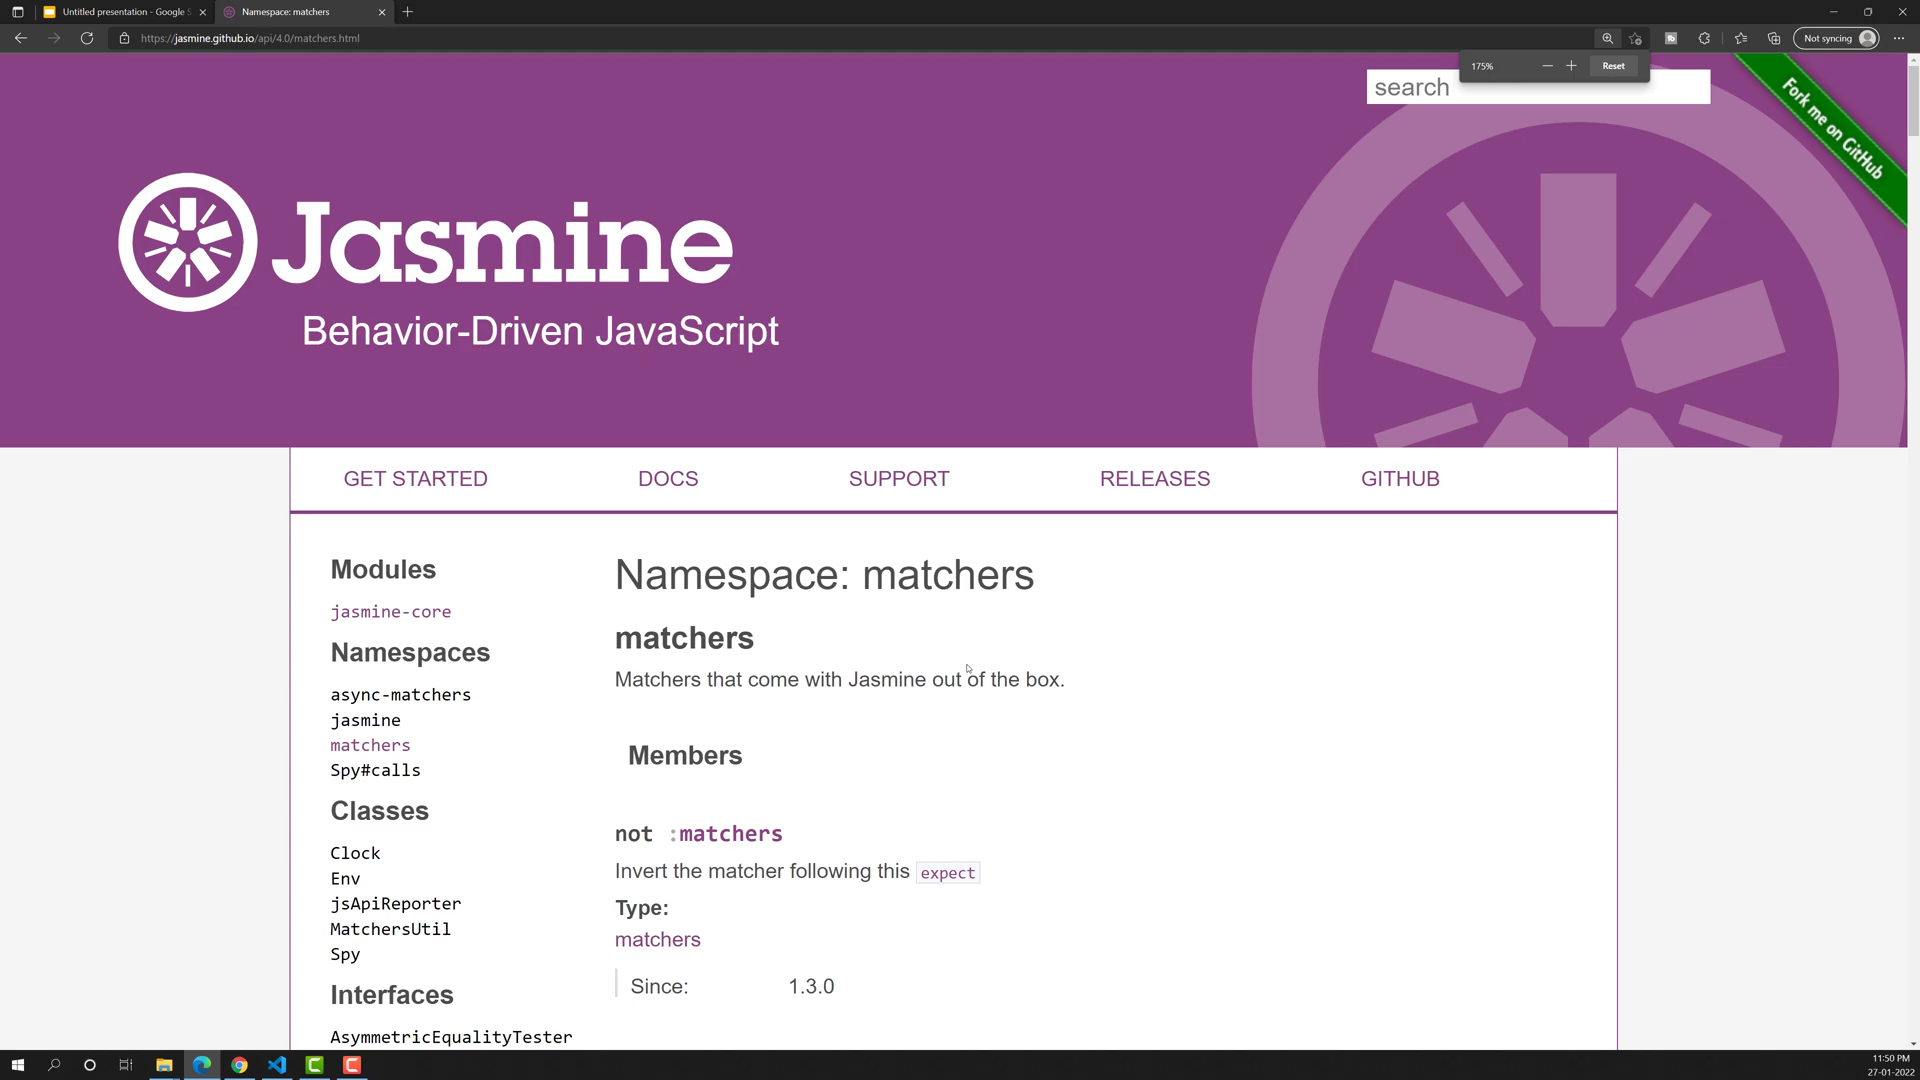 Untitled presentation - Google S
Namespace: matchers
https://jasmine.github.io/api/4.0/matchers.html
Not syncing
175%
Reset
search
Fork me on GitHub
Jasmine
Behavior-Driven JavaScript
GET STARTED
DOCS
SUPPORT
RELEASES
GITHUB
Modules
jasmine-core
Namespaces
async-matchers
jasmine
matchers
Spy#calls
Classes
Clock
Env
jsApiReporter
MatchersUtil
Spy
Interfaces
AsymmetricEqualityTester
Namespace: matchers
matchers
Matchers that come with Jasmine out of the box.
Members
not :matchers
Invert the matcher following this expect
Type:
matchers
Since: 1.3.0
11:50 PM
27-01-2022